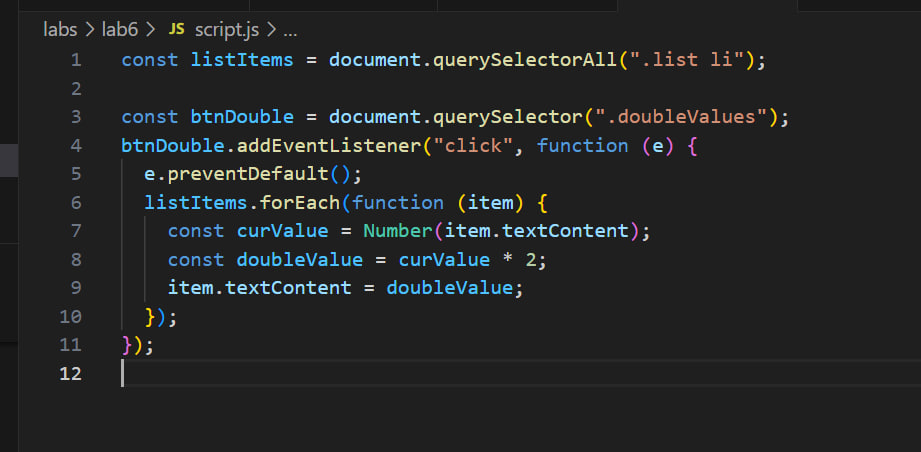 labs > lab6 > JS script.js > ...
1 const listItems = document.querySelectorAll(".list li");
2
3 const btnDouble = document.querySelector(".doubleValues");
4 btnDouble.addEventListener("click", function (e) {
5   e.preventDefault();
6   listItems.forEach(function (item) {
7     const curValue = Number(item.textContent);
8     const doubleValue = curValue * 2;
9     item.textContent = doubleValue;
10   });
11 });
12